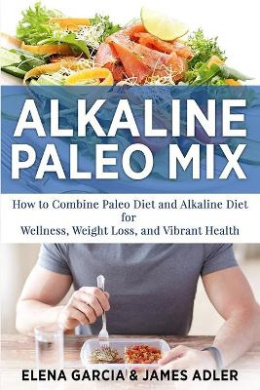 ALKALINE
PALEO MIX
How to Combine Paleo Diet and Alkaline Diet
for
Wellness, Weight Loss, and Vibrant Health
ELENA GARCIA & JAMES ADLER